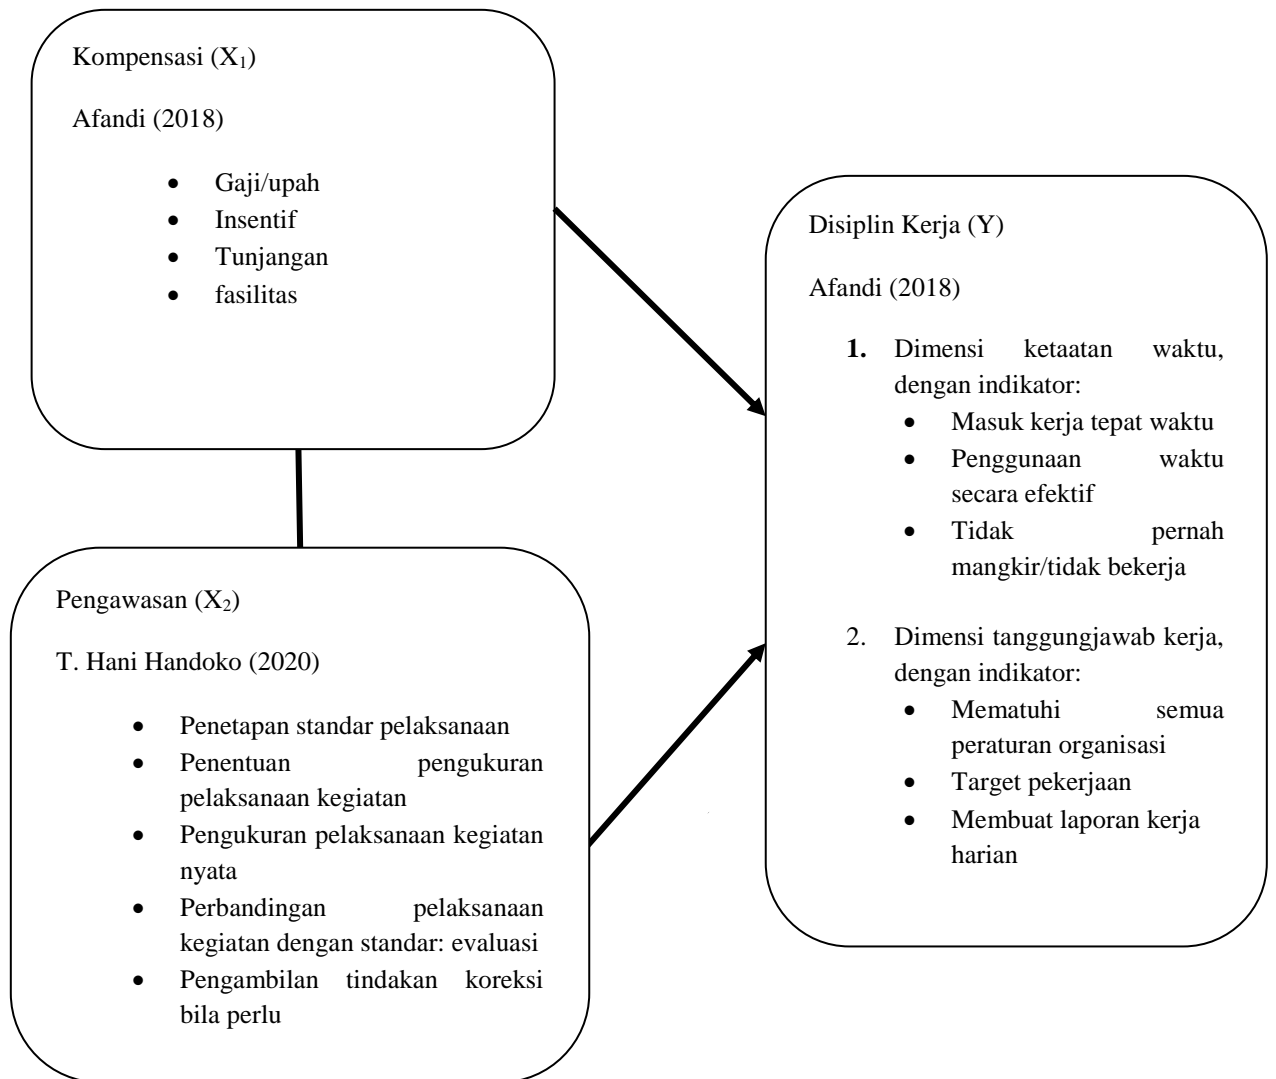 Kompensasi (X₁)
Afandi (2018)
• Gaji/upah
• Insentif
• Tunjangan
• fasilitas
Pengawasan (X₂)
T. Hani Handoko (2020)
• Penetapan standar pelaksanaan
• Penentuan pengukuran
pelaksanaan kegiatan
• Pengukuran pelaksanaan kegiatan
nyata
• Perbandingan pelaksanaan
kegiatan dengan standar: evaluasi
• Pengambilan tindakan koreksi
bila perlu
Disiplin Kerja (Y)
Afandi (2018)
1. Dimensi ketaatan waktu,
dengan indikator:
• Masuk kerja tepat waktu
• Penggunaan waktu
secara efektif
• Tidak pernah
mangkir/tidak bekerja
2. Dimensi tanggungjawab kerja,
dengan indikator:
• Mematuhi semua
peraturan organisasi
• Target pekerjaan
• Membuat laporan kerja
harian